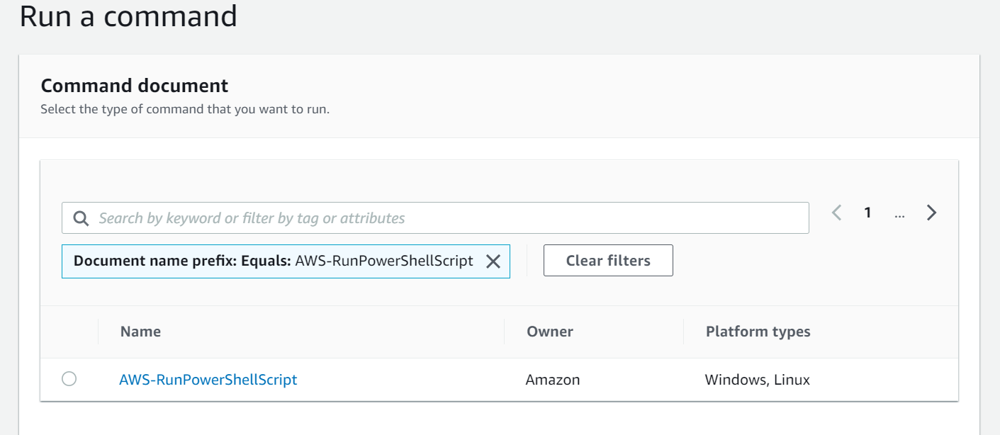 Run a command
Command document
Select the type of command that you want to run.
Search by keyword or filter by tag or attributes
1 ...
Document name prefix: Equals: AWS-RunPowerShellScript
Clear filters
Name Owner Platform types
AWS-RunPowerShellScript Amazon Windows, Linux